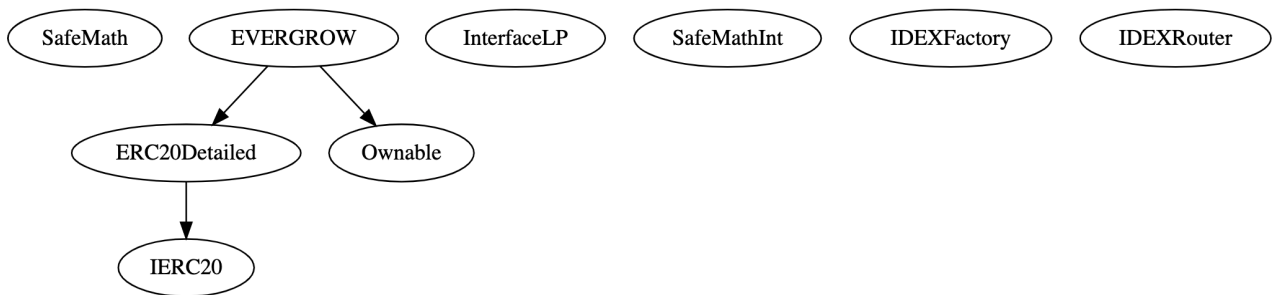 SafeMath
EVERGROW
InterfaceLP
SafeMathInt
IDEXFactory
IDEXRouter
ERC20Detailed
Ownable
IERC20